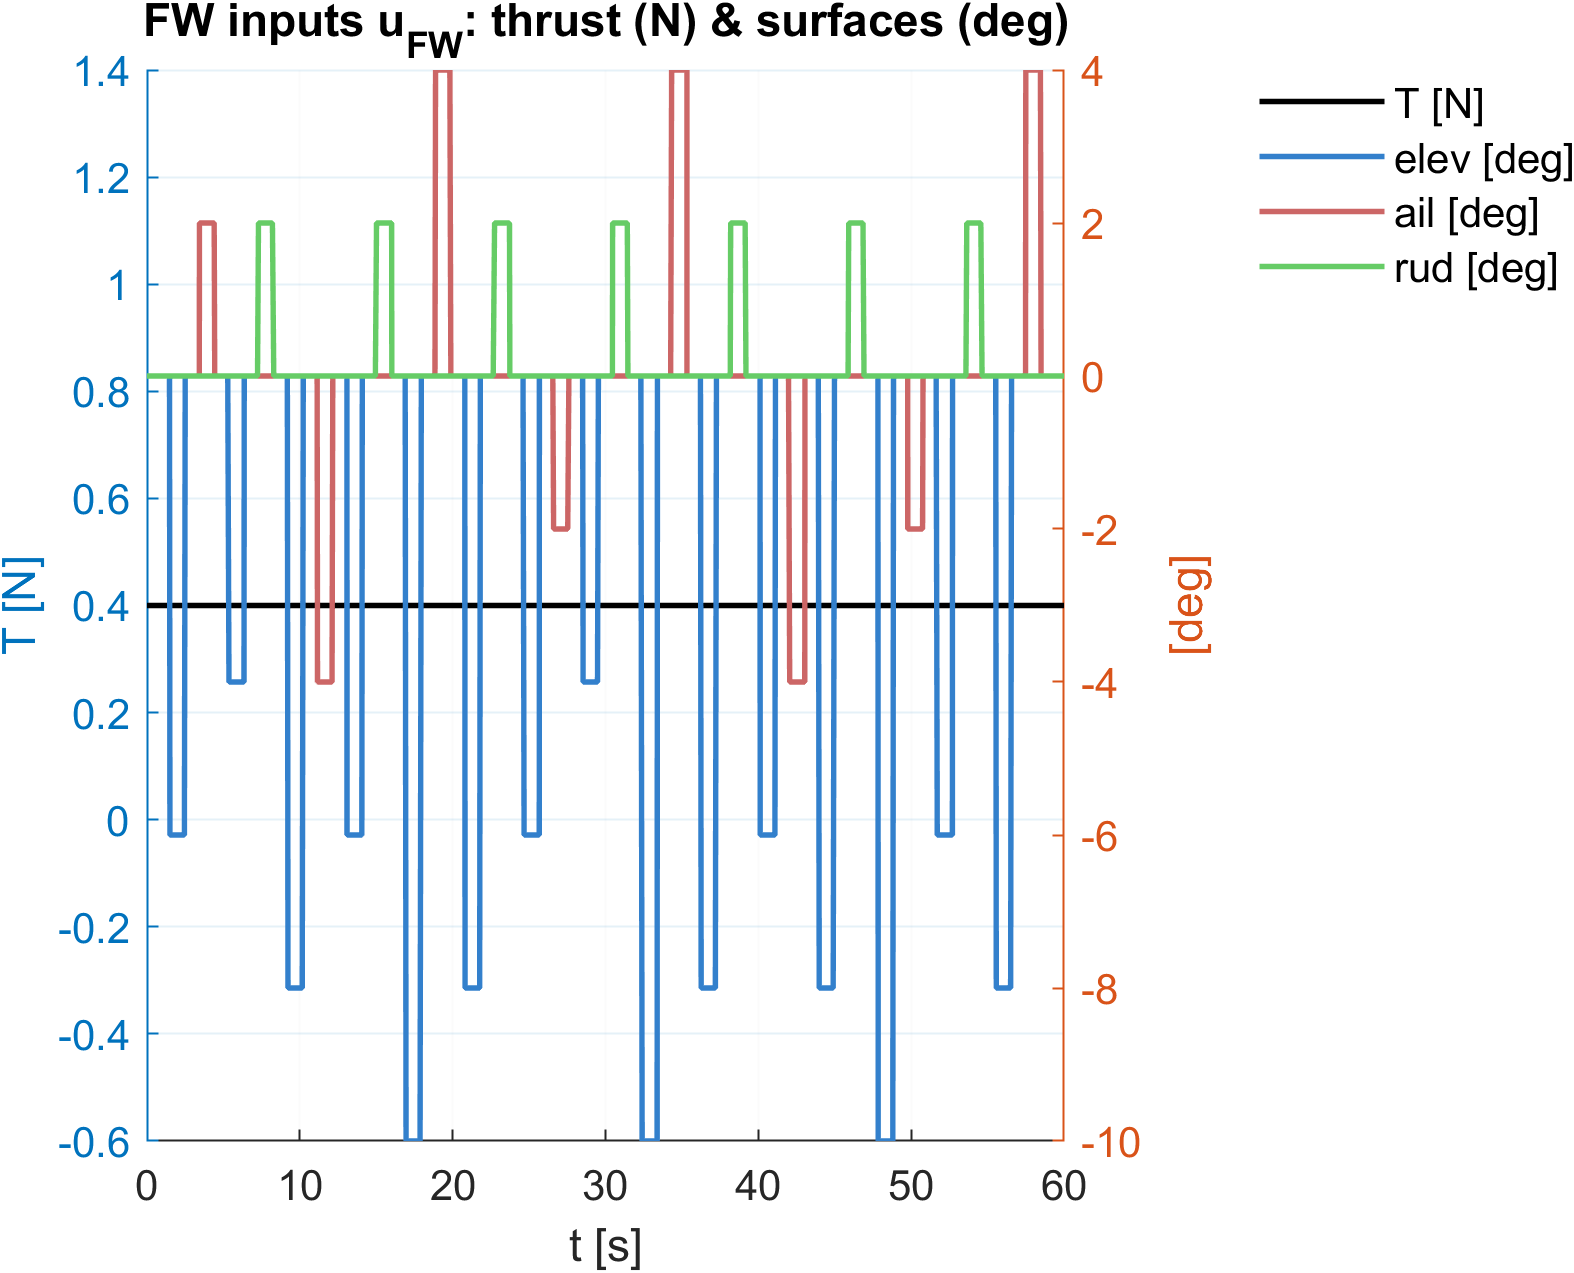 FW inputs u_FW: thrust (N) & surfaces (deg)
1.4
1.2
1
0.8
0.6
0.4
0.2
0
-0.2
-0.4
-0.6
T [N]
4
2
0
-2
-4
-6
-8
-10
[deg]
0 10 20 30 40 50 60
t [s]
T [N]
elev [deg]
ail [deg]
rud [deg]